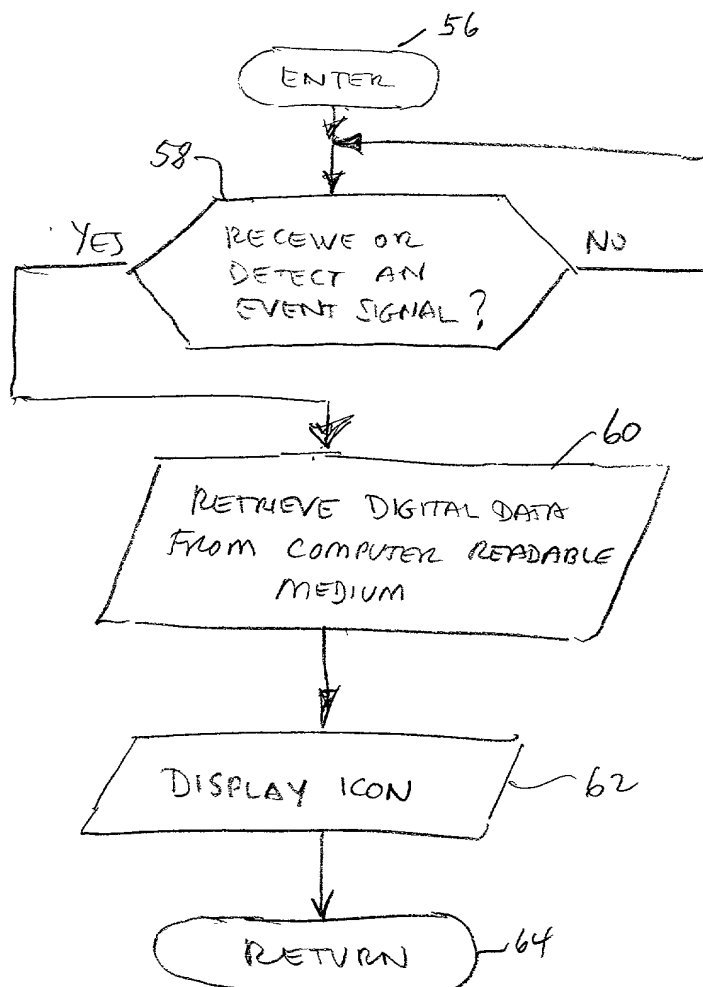 56
ENTER
58
YES
RECEIVE OR
NO
DETECT AN
EVENT SIGNAL?
60
RETRIEVE DIGITAL DATA
FROM COMPUTER READABLE
MEDIUM
DISPLAY ICON
62
RETURN
64